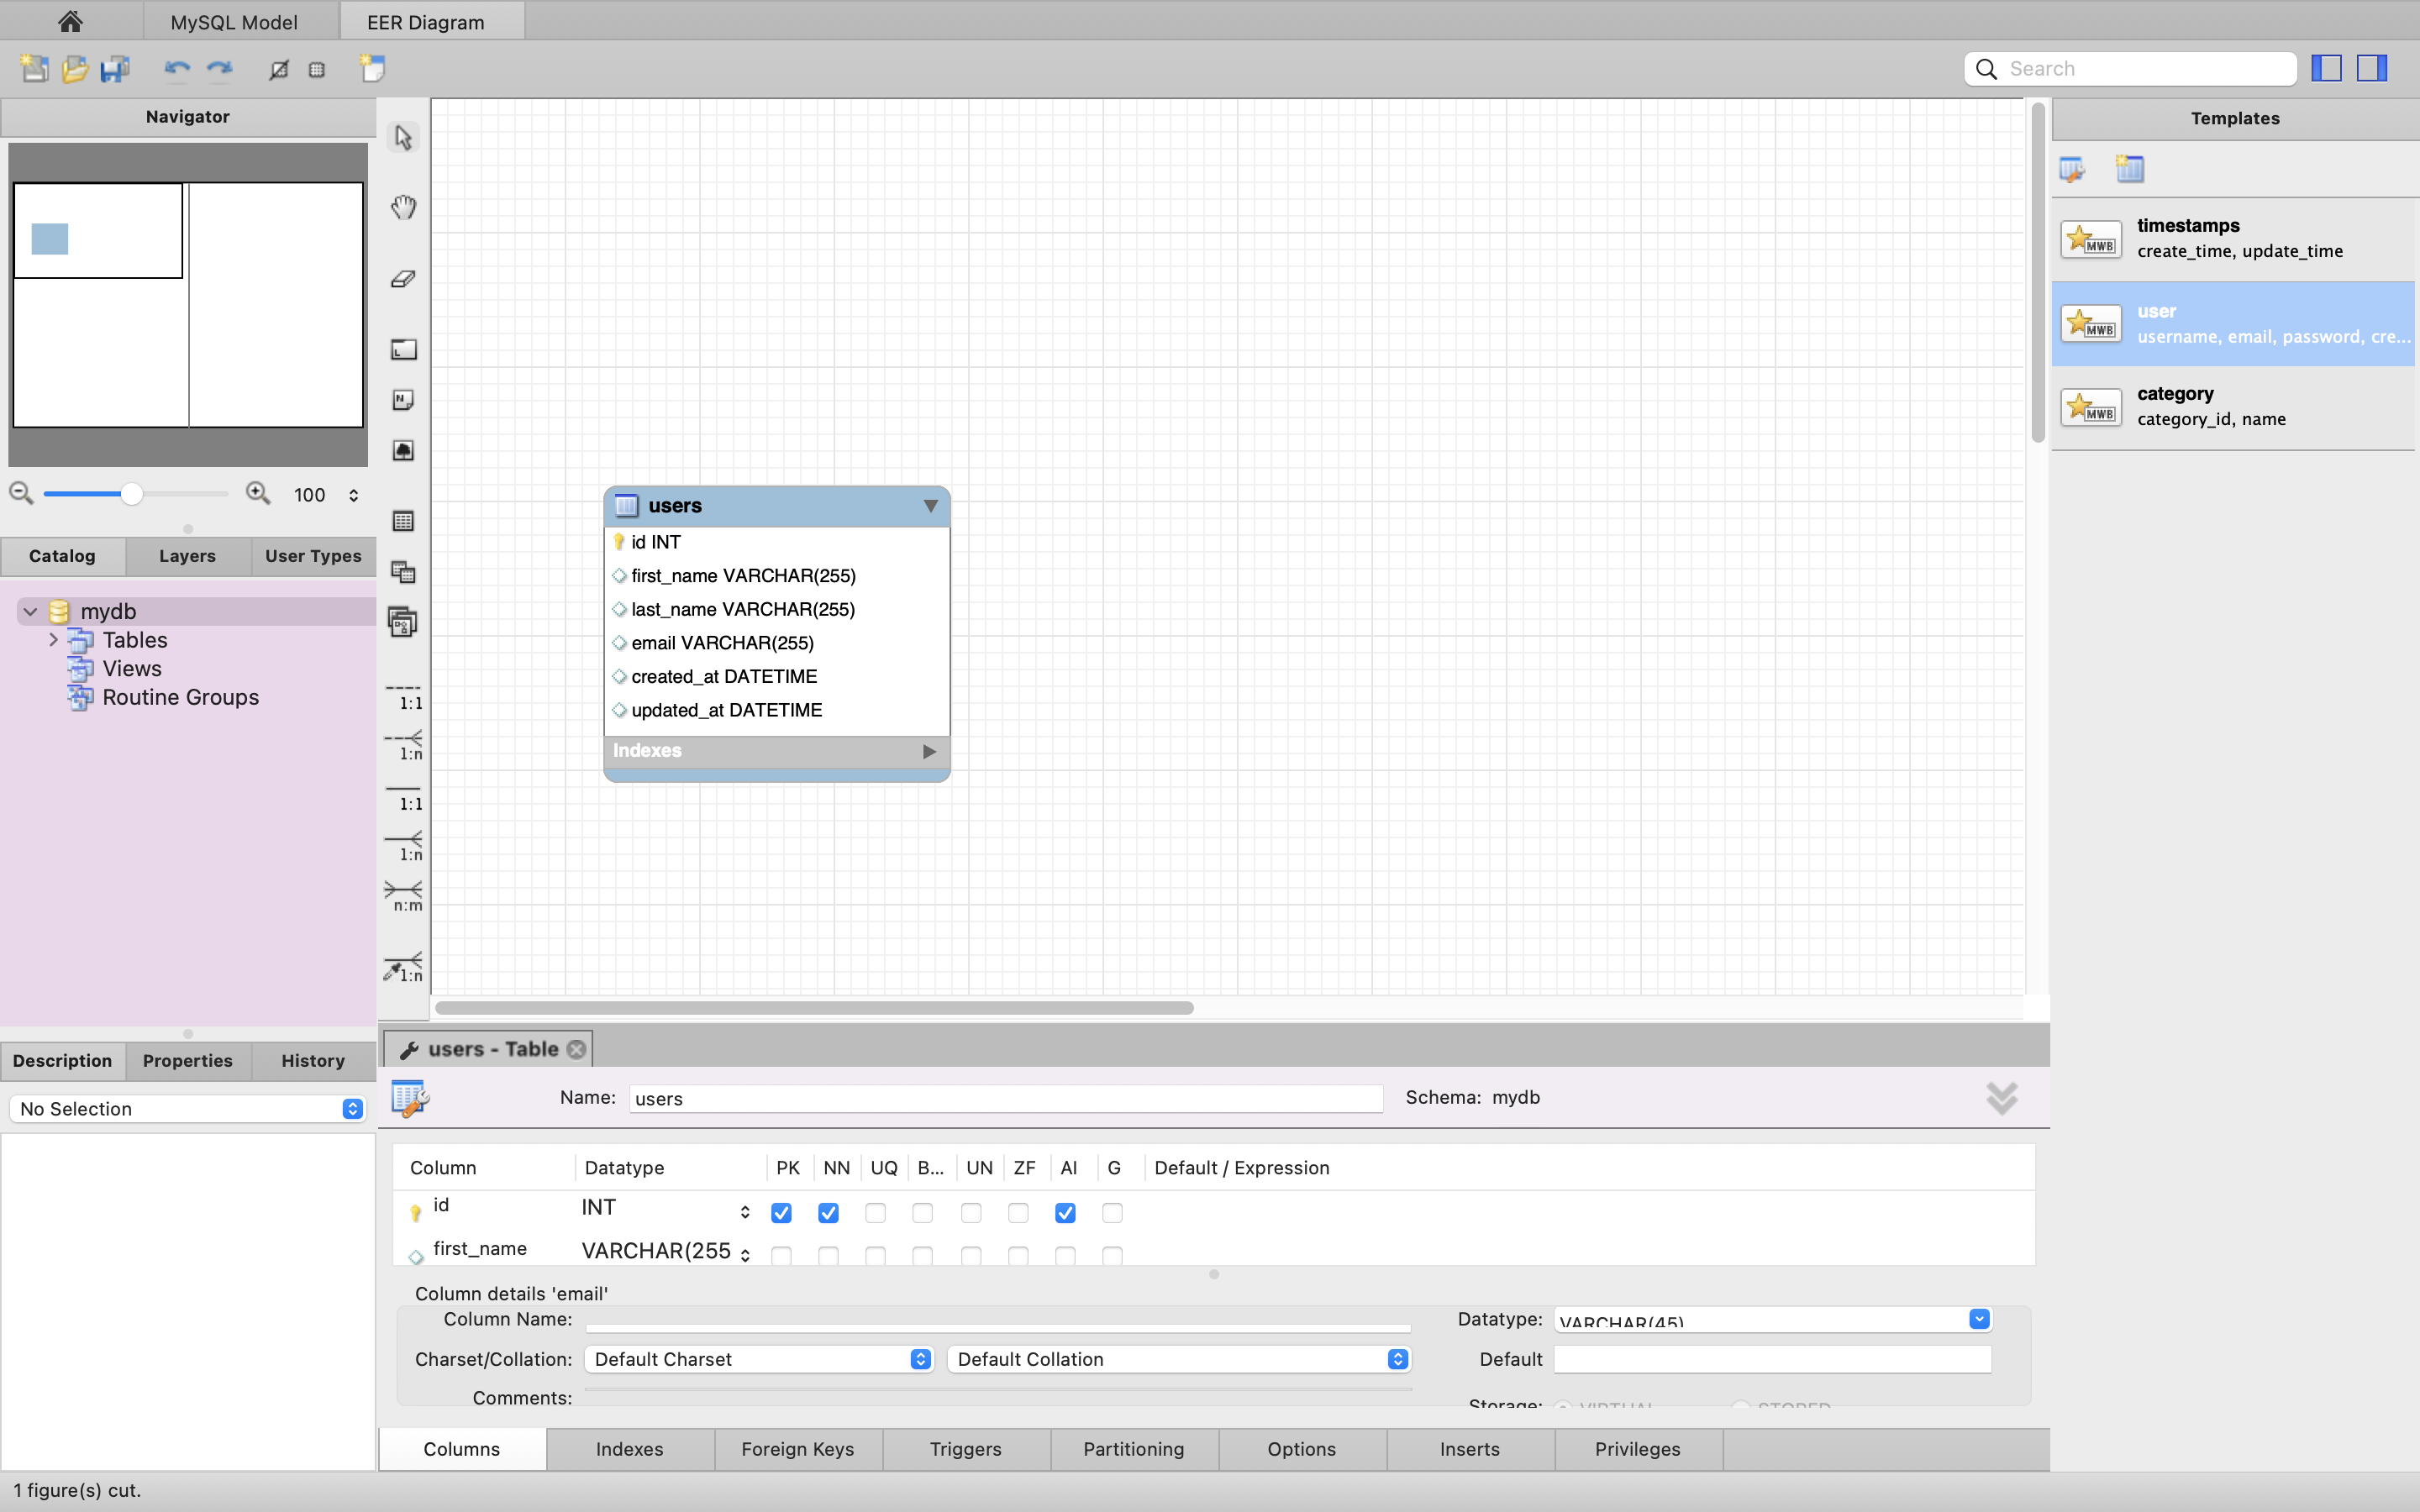 MySQL Model
EER Diagram
Search
Navigator
100
Catalog
Layers
User Types
mydb
Tables
Views
Routine Groups
Description
Properties
History
No Selection
N
1:1
1:n
1:1
1:n
n:m
1:n
users
id INT
first_name VARCHAR(255)
last_name VARCHAR(255)
email VARCHAR(255)
created_at DATETIME
updated_at DATETIME
Indexes
Templates
MWB
timestamps
create_time, update_time
MWB
user
username, email, password, cre...
MWB
category
category_id, name
users - Table
Name: users
Schema: mydb
Column Datatype PK NN UQ B... UN ZF AI G Default / Expression
id INT
first_name VARCHAR(255
Column details 'email'
Column Name:
Datatype: VARCHAR(45)
Charset/Collation: Default Charset Default Collation
Default
Comments:
Storage: VIRTUAL STORED
Columns
Indexes
Foreign Keys
Triggers
Partitioning
Options
Inserts
Privileges
1 figure(s) cut.